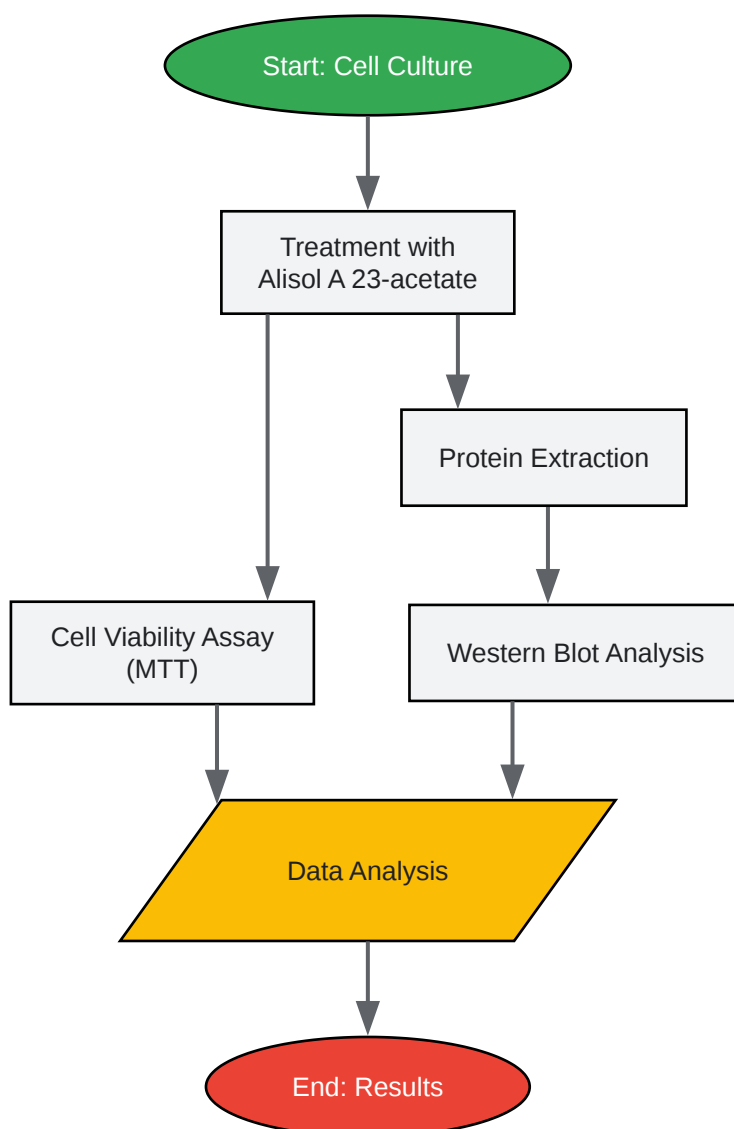 Start: Cell Culture
Treatment with
Alisol A 23-acetate
Protein Extraction
Cell Viability Assay
(MTT)
Western Blot Analysis
Data Analysis
End: Results